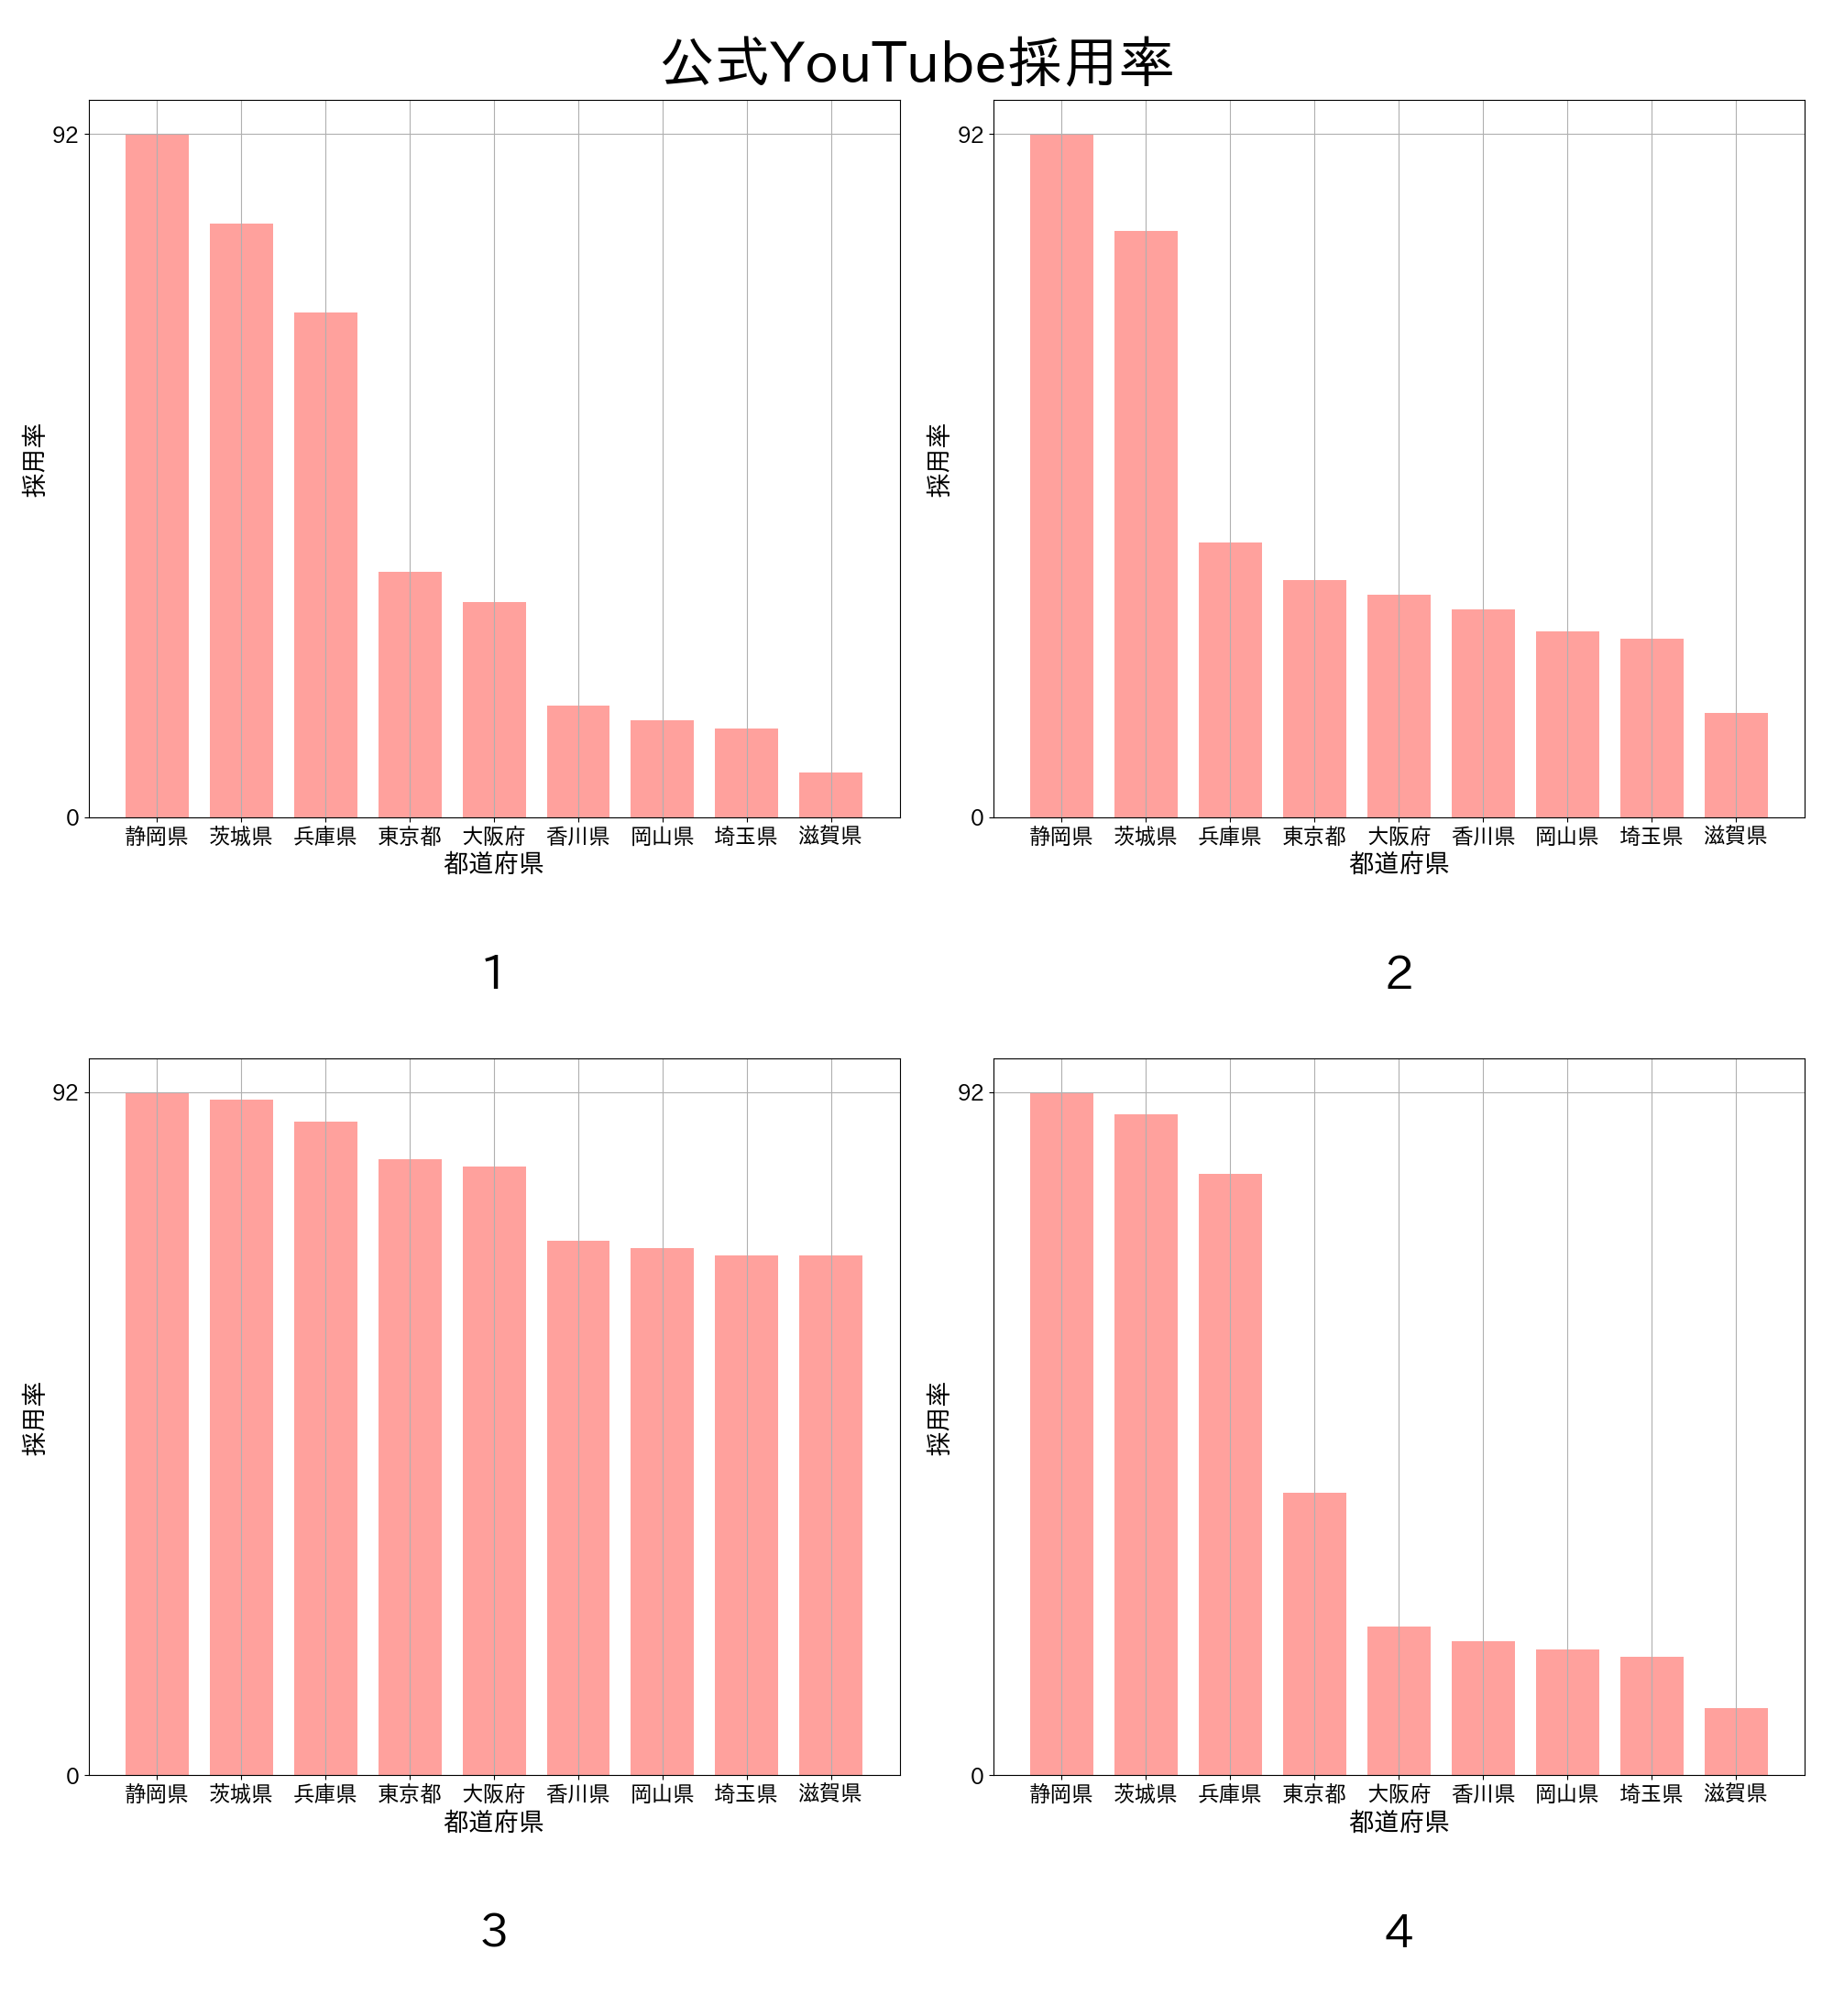 公式YouTube採用率
92
0
採用率
静岡県 茨城県 兵庫県 東京都 大阪府 香川県 岡山県 埼玉県 滋賀県
都道府県
1
92
0
採用率
静岡県 茨城県 兵庫県 東京都 大阪府 香川県 岡山県 埼玉県 滋賀県
都道府県
2
92
0
採用率
静岡県 茨城県 兵庫県 東京都 大阪府 香川県 岡山県 埼玉県 滋賀県
都道府県
3
92
0
採用率
静岡県 茨城県 兵庫県 東京都 大阪府 香川県 岡山県 埼玉県 滋賀県
都道府県
4